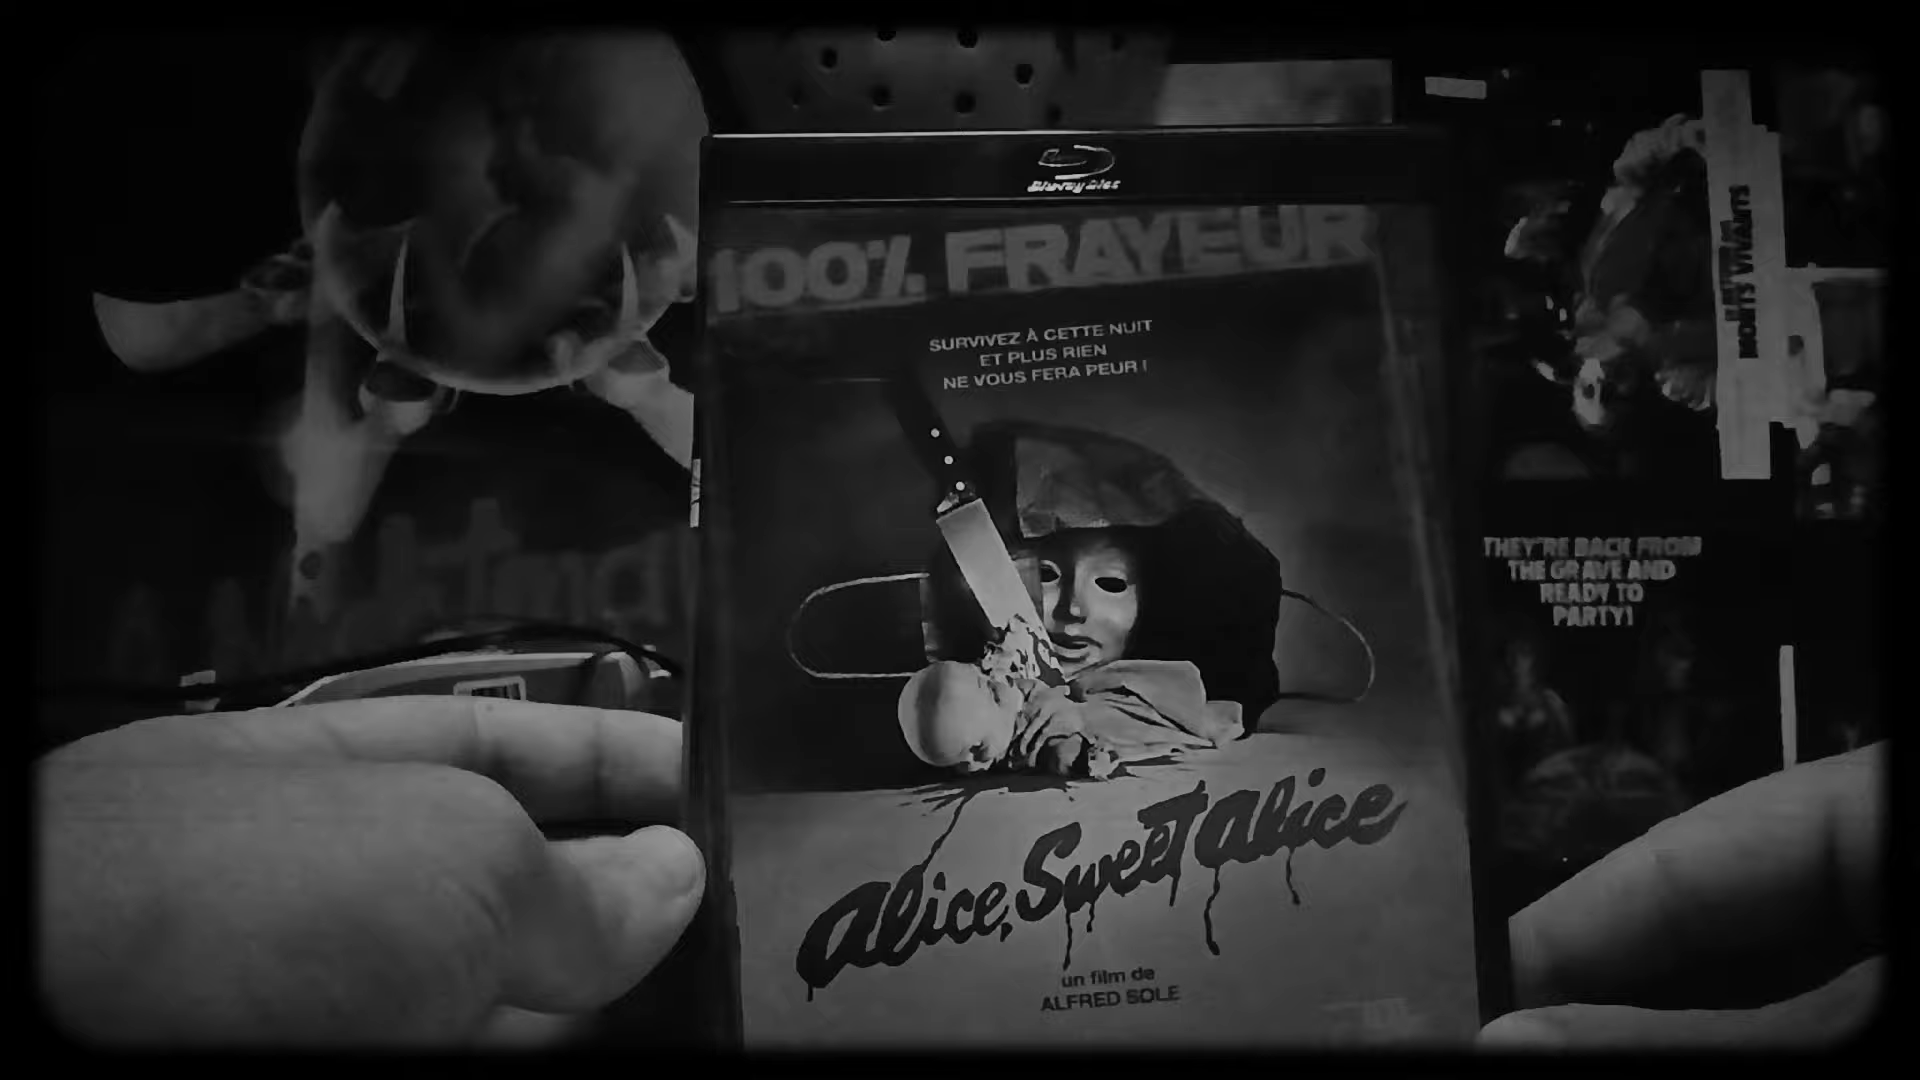 Blu-ray Disc
100% FRAYEUR
SURVIVEZ À CETTE NUIT
ET PLUS RIEN
NE VOUS FERA PEUR !
Alice, Sweet Alice
un film de
ALFRED SOLE
MORTS VIVANTS
THEY'RE BACK FROM
THE GRAVE AND
READY TO
PARTY!